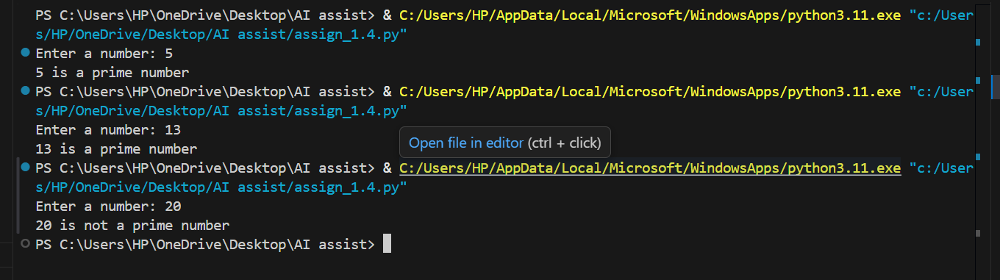 PS C:\Users\HP\OneDrive\Desktop\AI assist> & C:/Users/HP/AppData/Local/Microsoft/WindowsApps/python3.11.exe "c:/User
s/HP/OneDrive/Desktop/AI assist/assign_1.4.py"
Enter a number: 5
5 is a prime number
PS C:\Users\HP\OneDrive\Desktop\AI assist> & C:/Users/HP/AppData/Local/Microsoft/WindowsApps/python3.11.exe "c:/User
s/HP/OneDrive/Desktop/AI assist/assign_1.4.py"
Enter a number: 13
Open file in editor (ctrl + click)
13 is a prime number
PS C:\Users\HP\OneDrive\Desktop\AI assist> & C:/Users/HP/AppData/Local/Microsoft/WindowsApps/python3.11.exe "c:/User
s/HP/OneDrive/Desktop/AI assist/assign_1.4.py"
Enter a number: 20
20 is not a prime number
PS C:\Users\HP\OneDrive\Desktop\AI assist>